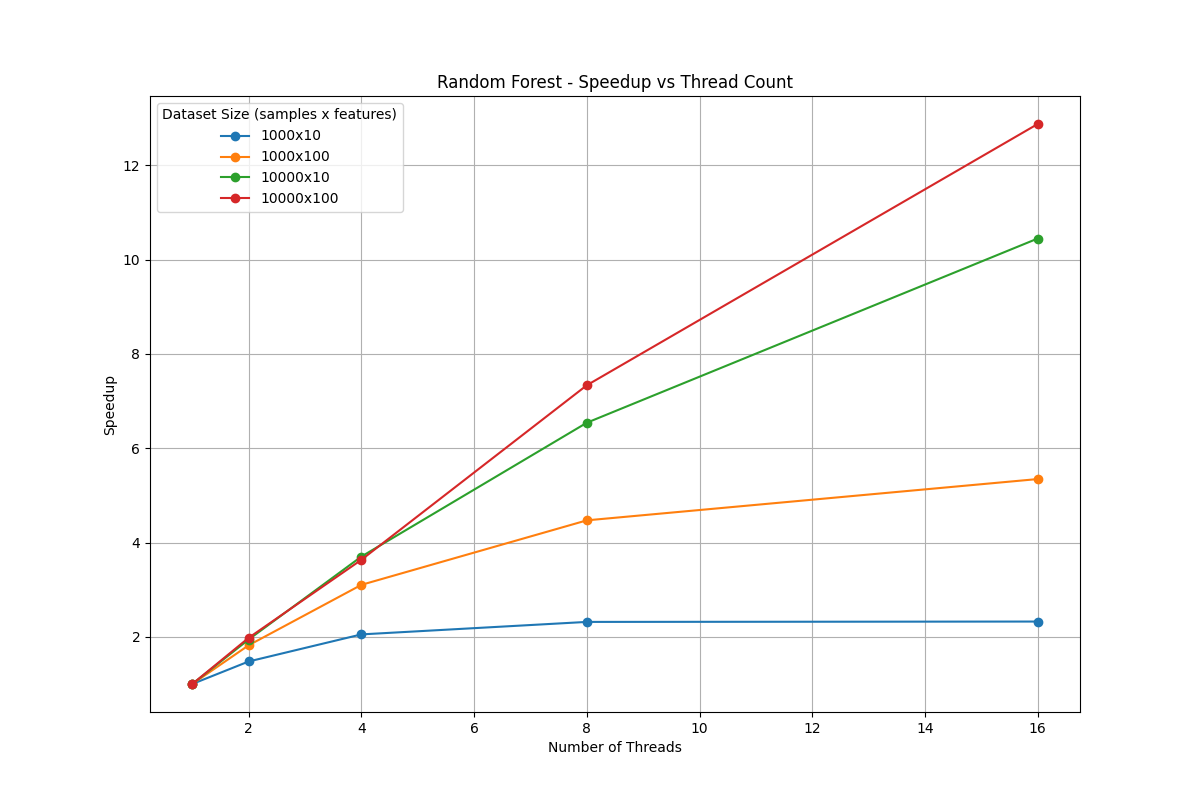 Random Forest - Speedup vs Thread Count
Dataset Size (samples x features)
1000x10
1000x100
10000x10
10000x100
12
10
8
6
4
2
Speedup
2 4 6 8 10 12 14 16
Number of Threads